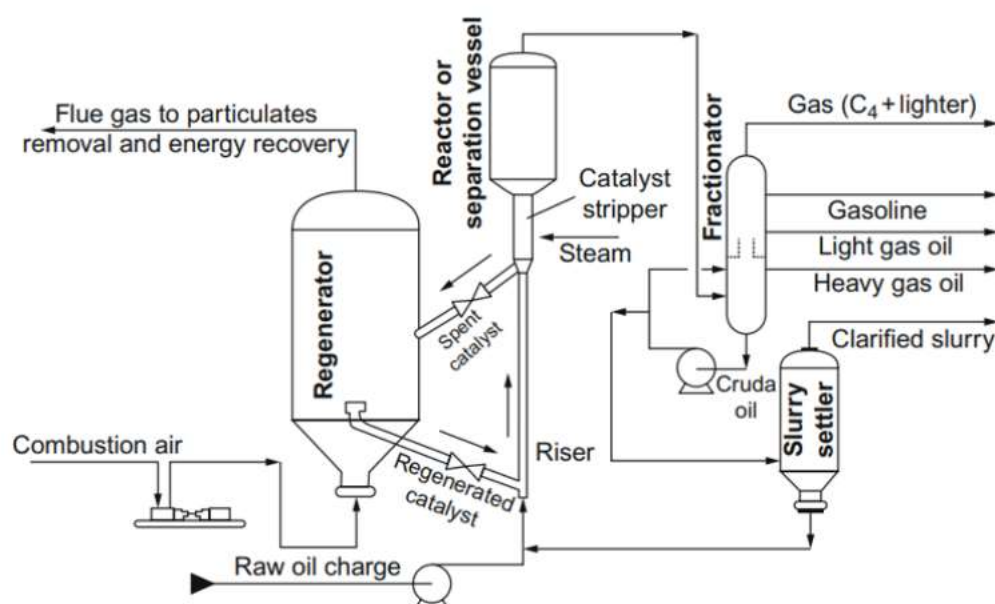 Flue gas to particulates
removal and energy recovery
Reactor or
separation vessel
Catalyst
stripper
Steam
Fractionator
Gas (C₄ + lighter)
Gasoline
Light gas oil
Heavy gas oil
Clarified slurry
Regenerator
Spent
catalyst
Cruda
oil
Slurry
settler
Combustion air
Regenerated
catalyst
Riser
Raw oil charge